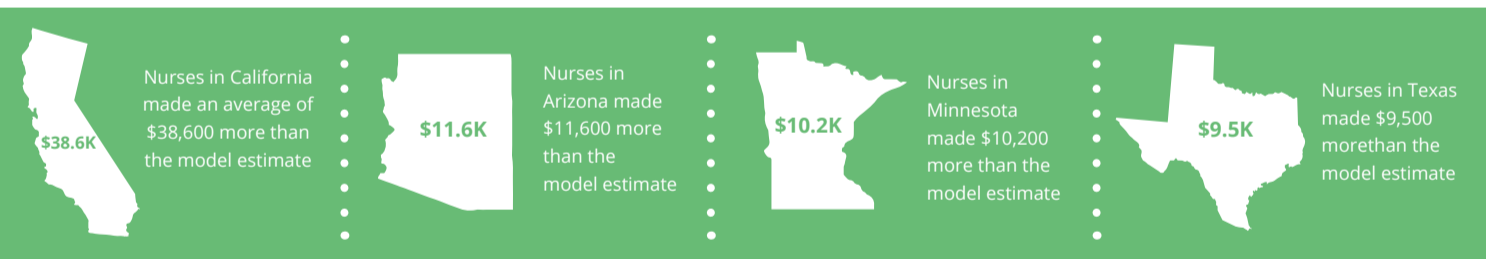 $38.6K
Nurses in California
made an average of
$38,600 more than
the model estimate
$11.6K
Nurses in
Arizona made
$11,600 more
than the
model estimate
$10.2K
Nurses in
Minnesota
made $10,200
more than the
model estimate
$9.5K
Nurses in Texas
made $9,500
morethan the
model estimate